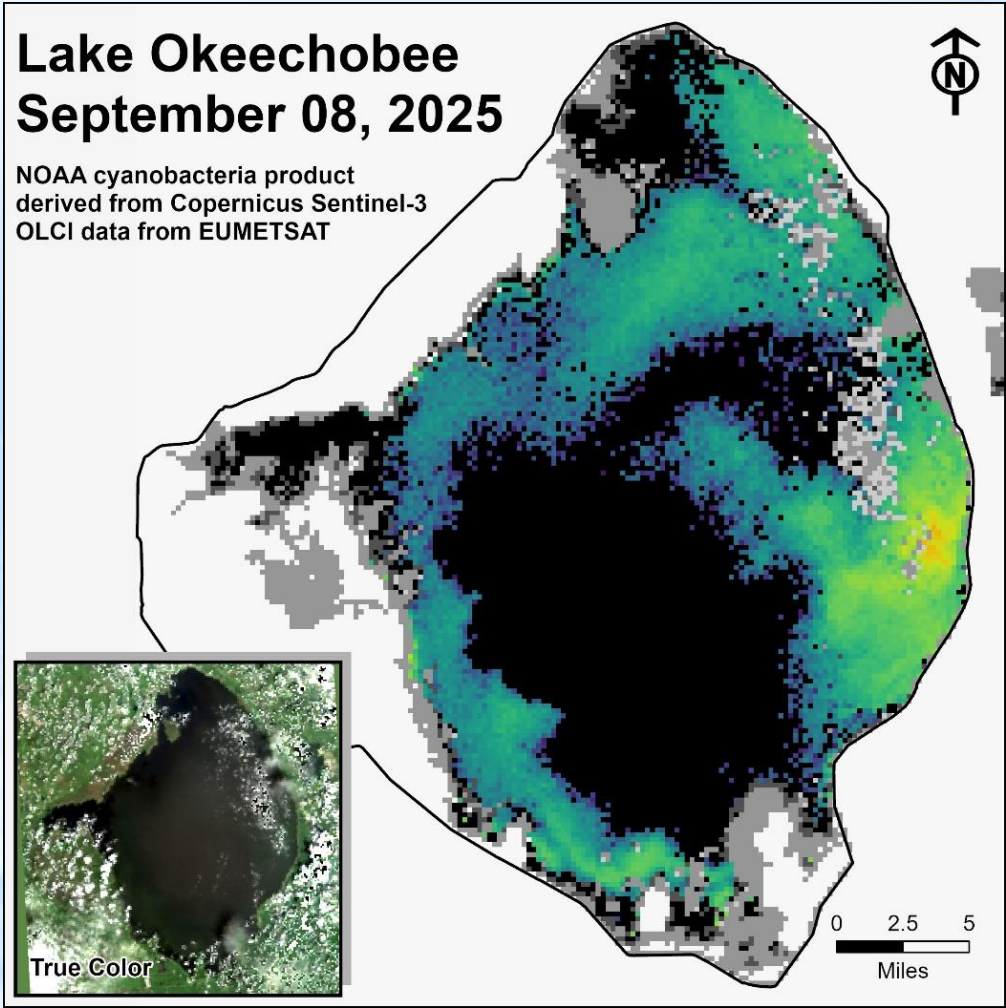 Lake Okeechobee
September 08, 2025
NOAA cyanobacteria product
derived from Copernicus Sentinel-3
OLCI data from EUMETSAT
N
True Color
0 2.5 5
Miles